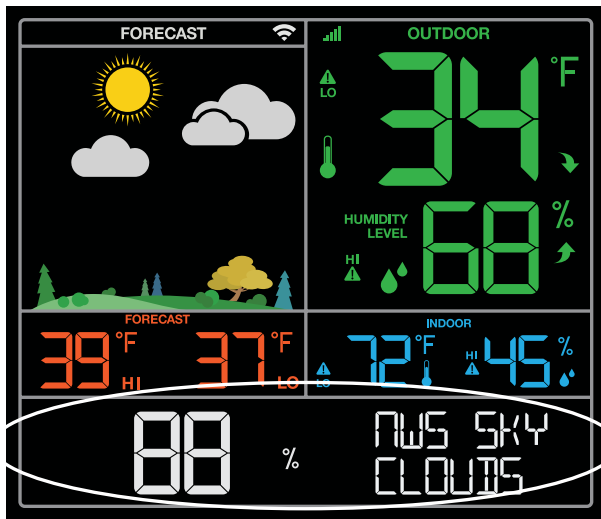 FORECAST
OUTDOOR
LO
34 °F
HUMIDITY
LEVEL
HI
68 %
FORECAST
39 °F HI 37 °F LO
INDOOR
LO 72 °F HI 45 %
88 % NWS SKY
CLOUDS